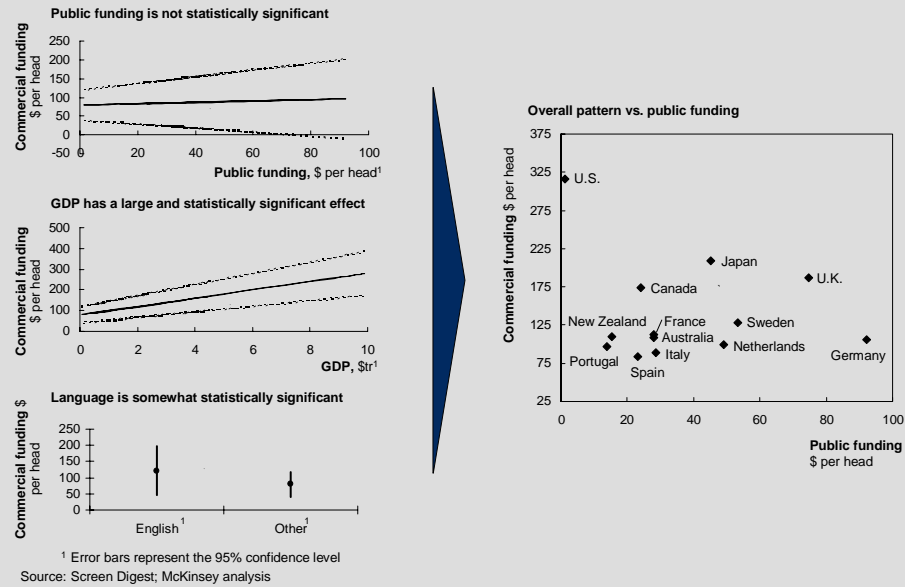 Public funding is not statistically significant
Commercial funding
$ per head
250
200
150
100
50
0
-50
0
20
40
60
80
100
Public funding, $ per head¹
GDP has a large and statistically significant effect
Commercial funding
$ per head
500
400
300
200
100
0
0
2
4
6
8
10
GDP, $tr¹
Language is somewhat statistically significant
Commercial funding $
per head
250
200
150
100
50
0
English¹
Other¹
¹ Error bars represent the 95% confidence level
Source: Screen Digest; McKinsey analysis
Overall pattern vs. public funding
Commercial funding $ per head
375
325
275
225
175
125
75
25
U.S.
Japan
U.K.
Canada
New Zealand
France
Sweden
Australia
Netherlands
Portugal
Italy
Germany
Spain
0
20
40
60
80
100
Public funding
$ per head